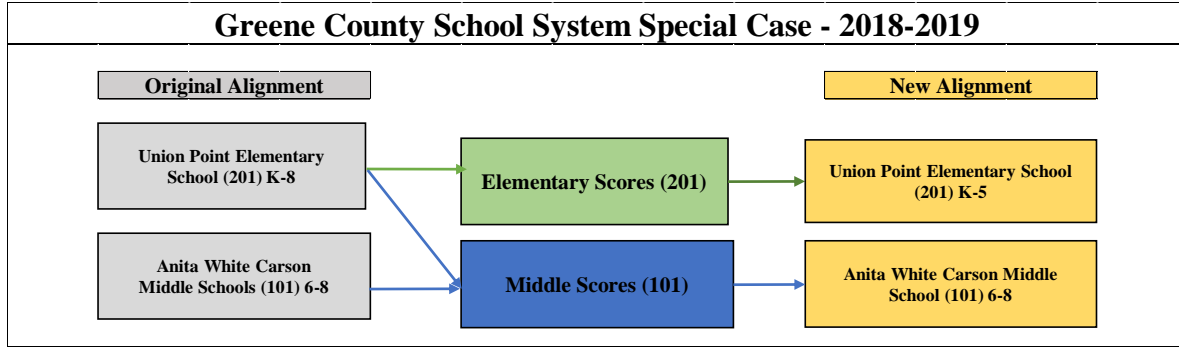 Greene County School System Special Case - 2018-2019
Original Alignment
New Alignment
Union Point Elementary
School (201) K-8
Elementary Scores (201)
Union Point Elementary School
(201) K-5
Anita White Carson
Middle Schools (101) 6-8
Middle Scores (101)
Anita White Carson Middle
School (101) 6-8